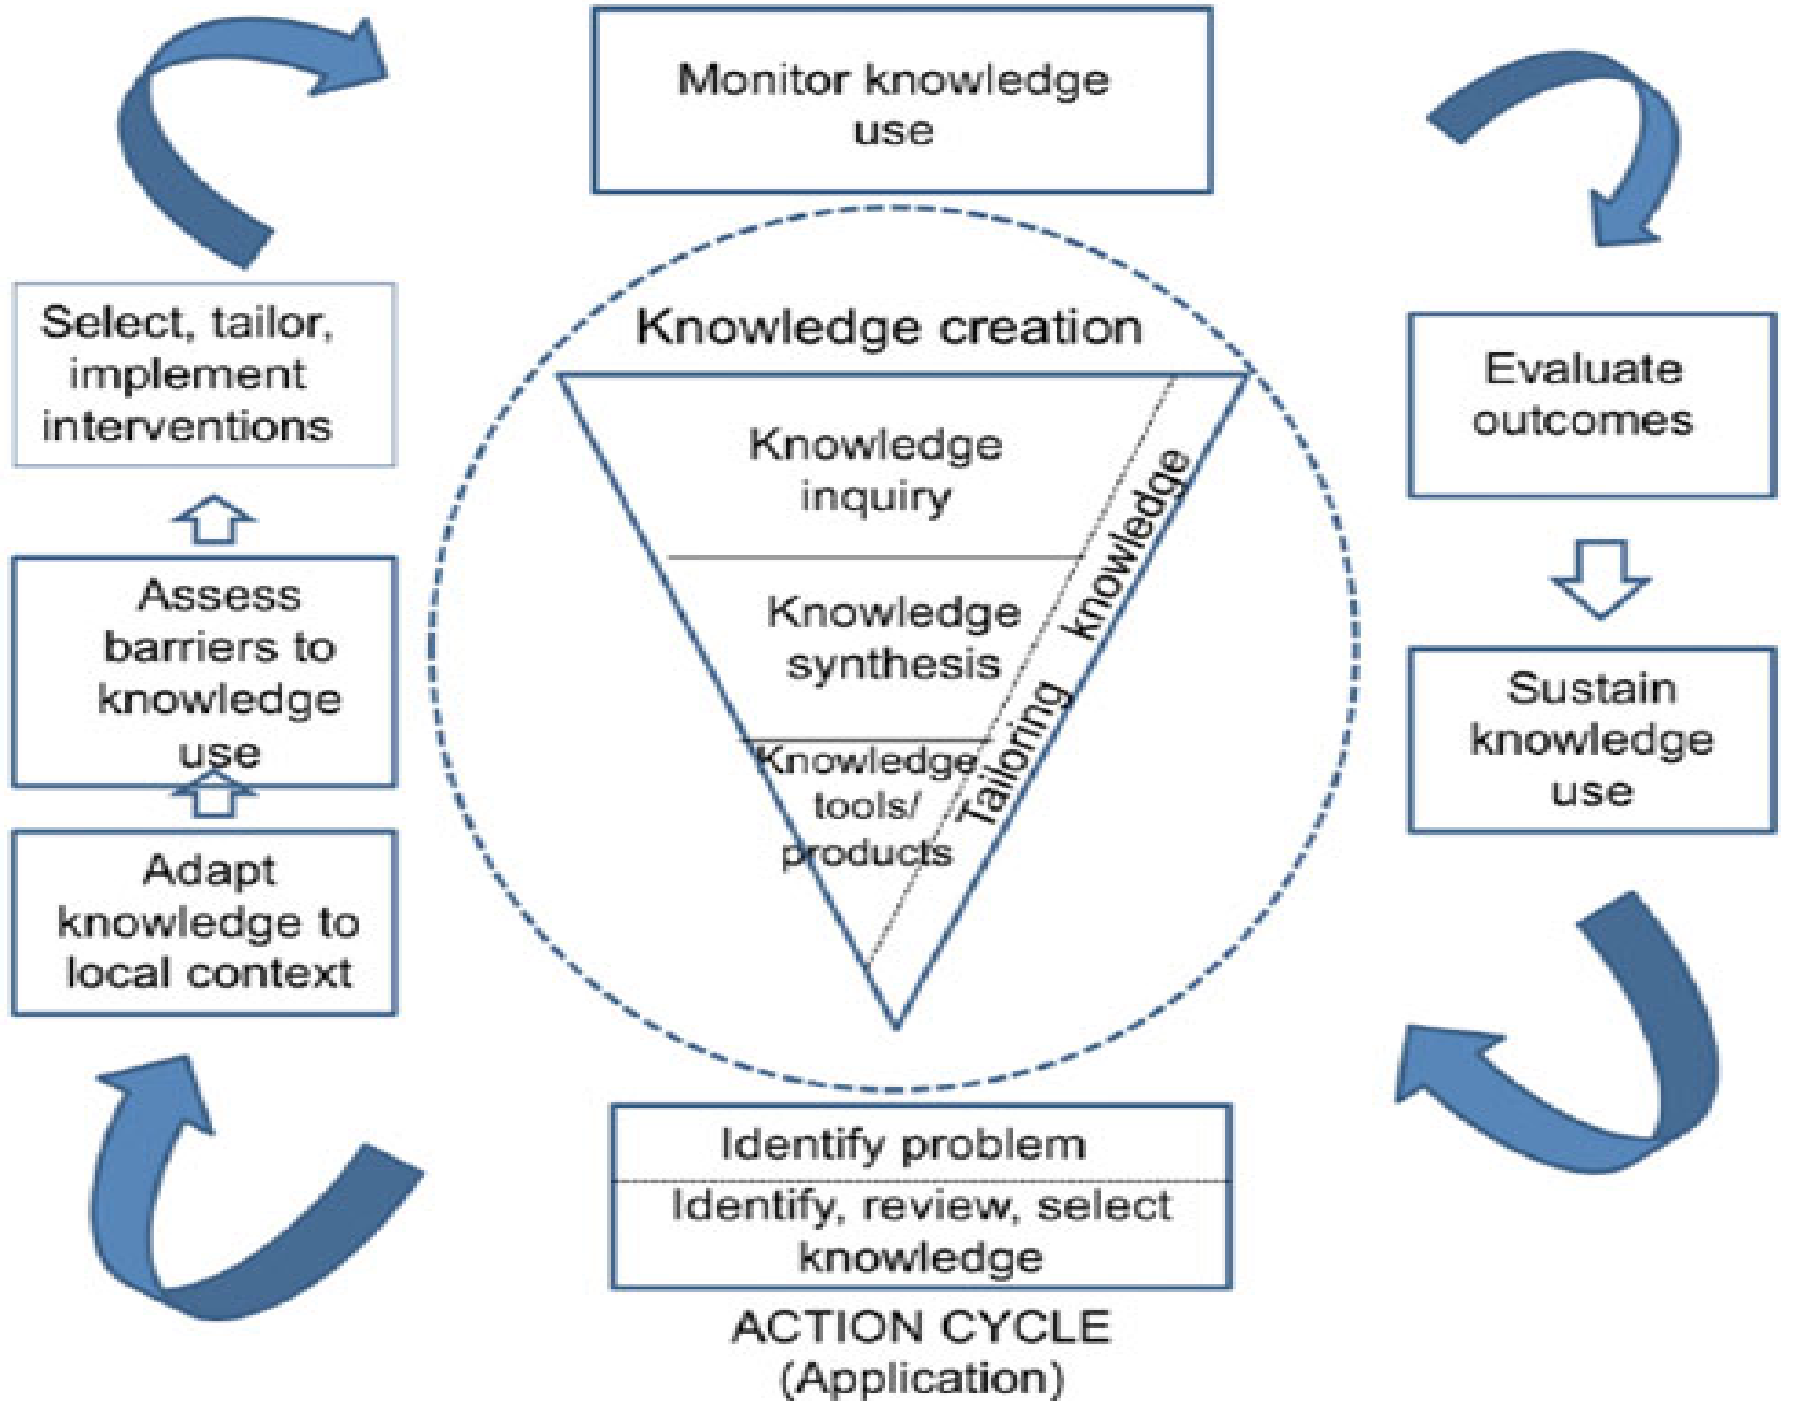 Monitor knowledge
use
Select, tailor,
implement
interventions
Assess
barriers to
knowledge
use
Adapt
knowledge to
local context
Knowledge creation
Knowledge
inquiry
Knowledge
synthesis
Knowledge
tools/
products
Tailoring knowledge
Evaluate
outcomes
Sustain
knowledge
use
Identify problem
Identify, review, select
knowledge
ACTION CYCLE
(Application)